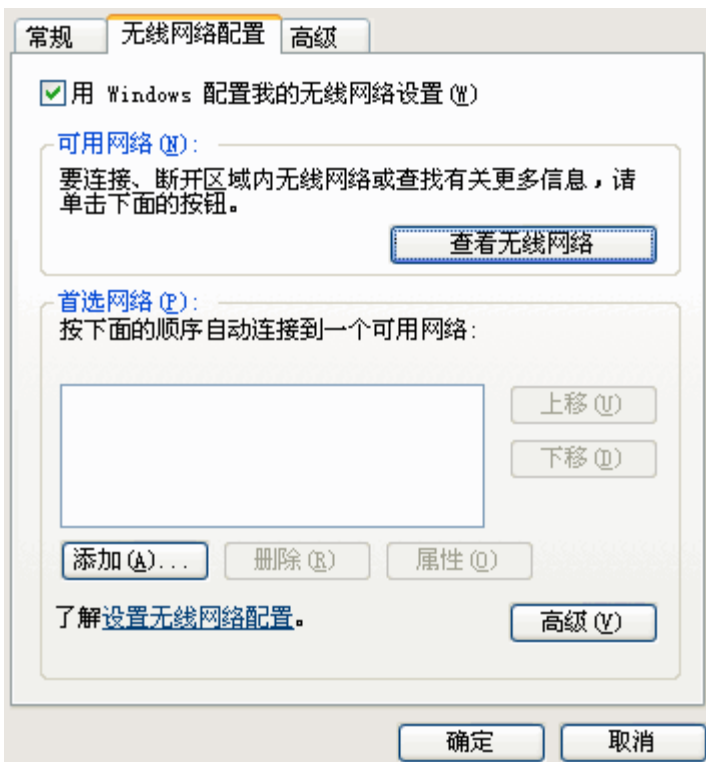 常规 无线网络配置 高级
用 Windows 配置我的无线网络设置(W)
可用网络(N):
要连接、断开区域内无线网络或查找有关更多信息，请
单击下面的按钮。
查看无线网络
首选网络(P):
按下面的顺序自动连接到一个可用网络:
上移(U)
下移(D)
添加(A)... 删除(R) 属性(O)
了解设置无线网络配置。
高级(V)
确定 取消